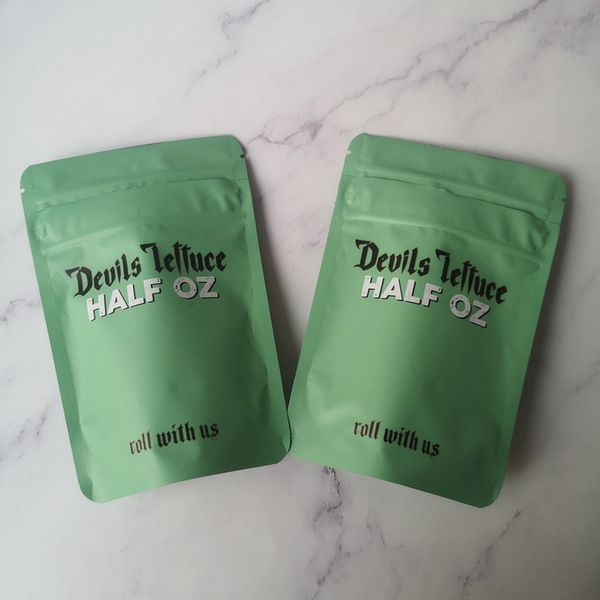 Devils Lettuce
HALF OZ
roll with us
Devils Lettuce
HALF OZ
roll with us